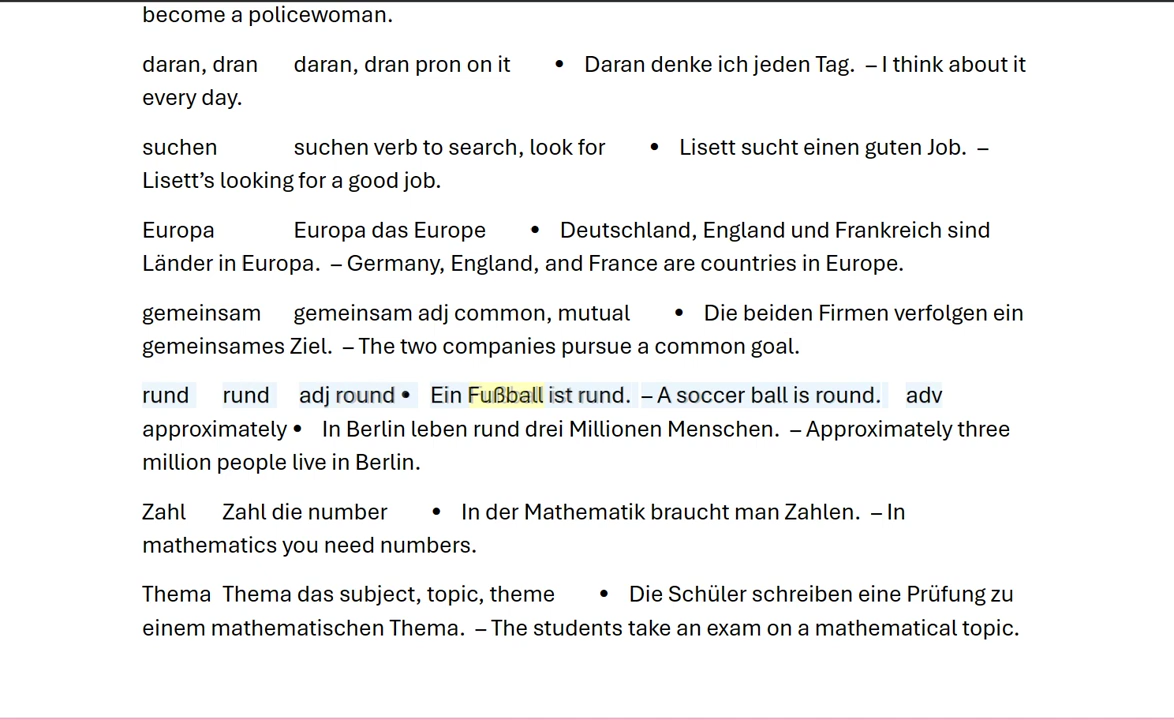 become a policewoman.
daran, dran daran, dran pron on it • Daran denke ich jeden Tag. – I think about it
every day.
suchen suchen verb to search, look for • Lisett sucht einen guten Job. –
Lisett’s looking for a good job.
Europa Europa das Europe • Deutschland, England und Frankreich sind
Länder in Europa. – Germany, England, and France are countries in Europe.
gemeinsam gemeinsam adj common, mutual • Die beiden Firmen verfolgen ein
gemeinsames Ziel. – The two companies pursue a common goal.
rund rund adj round • Ein Fußball ist rund. – A soccer ball is round. adv
approximately • In Berlin leben rund drei Millionen Menschen. – Approximately three
million people live in Berlin.
Zahl Zahl die number • In der Mathematik braucht man Zahlen. – In
mathematics you need numbers.
Thema Thema das subject, topic, theme • Die Schüler schreiben eine Prüfung zu
einem mathematischen Thema. – The students take an exam on a mathematical topic.